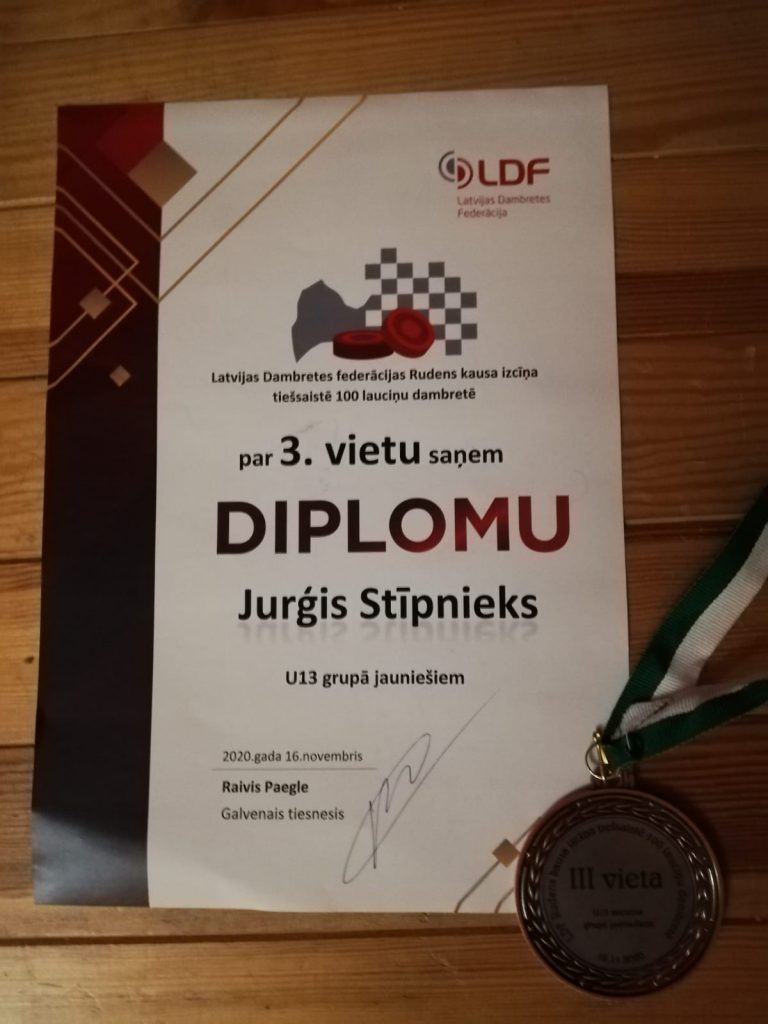 LDF
Latvijas Dambretes
Federācija
Latvijas Dambretes federācijas Rudens kausa izcīņa
tiešsaistē 100 lauciņu dambretē
par 3. vietu saņem
DIPLOMU
Jurģis Stīpnieks
U13 grupā jauniešiem
2020.gada 16.novembris
Raivis Paegle
Galvenais tiesnesis
III vieta